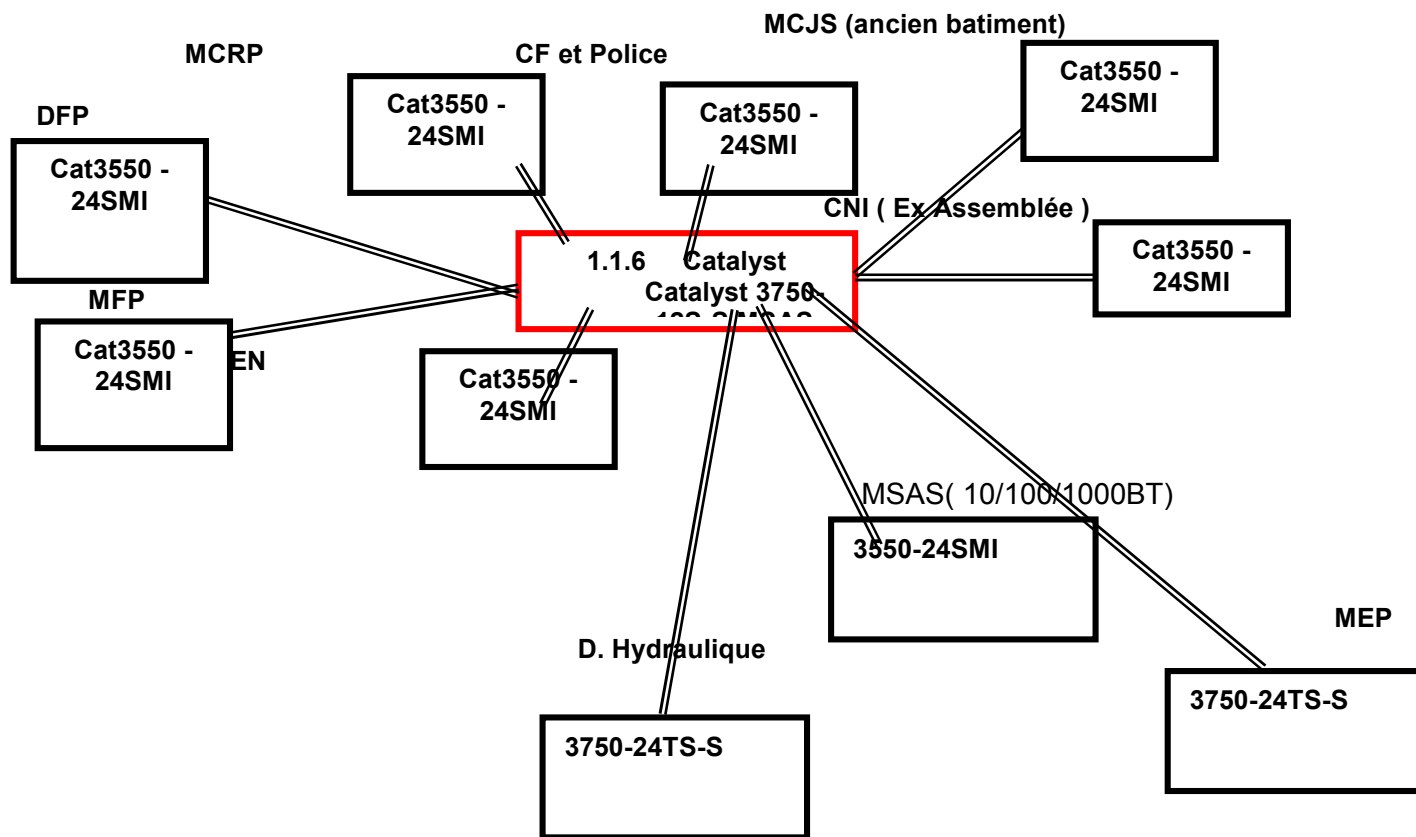 MCJS (ancien batiment)
MCRP
CF et Police
Cat3550 -
24SMI
Cat3550 -
24SMI
Cat3550 -
24SMI
DFP
Cat3550 -
24SMI
CNI ( Ex Assemblée )
Cat3550 -
24SMI
1.1.6 Catalyst
Catalyst 3750-
MFP
Cat3550 -
24SMI
EN
Cat3550 -
24SMI
MSAS( 10/100/1000BT)
3550-24SMI
MEP
D. Hydraulique
3750-24TS-S
3750-24TS-S